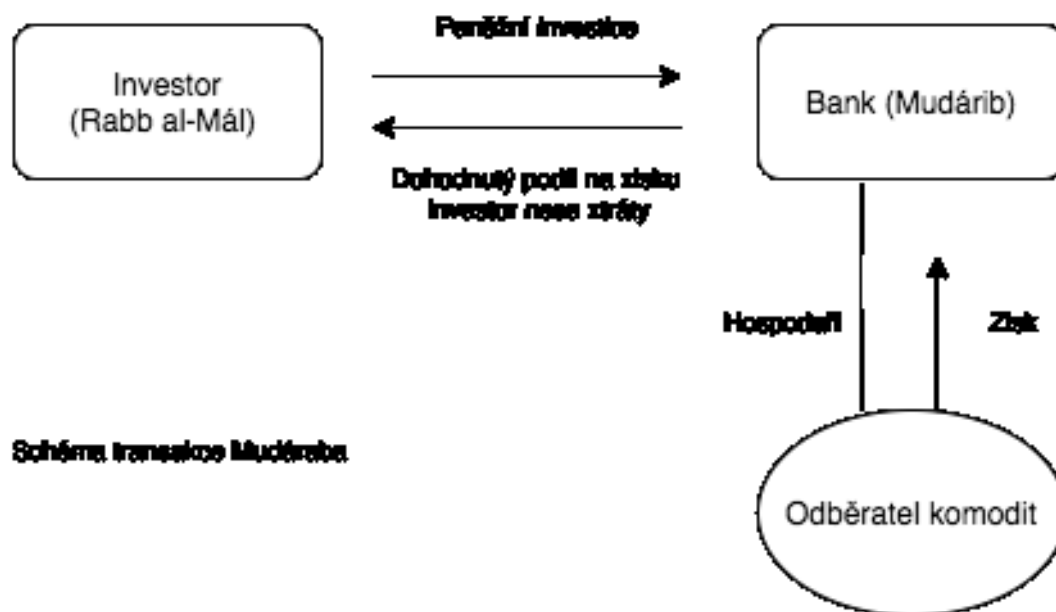 Peněžní investice
Investor
(Rabb al-Mál)
Bank (Mudárib)
Dohodnutý podíl na zisku
Investor nese ztráty
Hospodaří
Zisk
Schéma transakce Mudáraba
Odběratel komodit